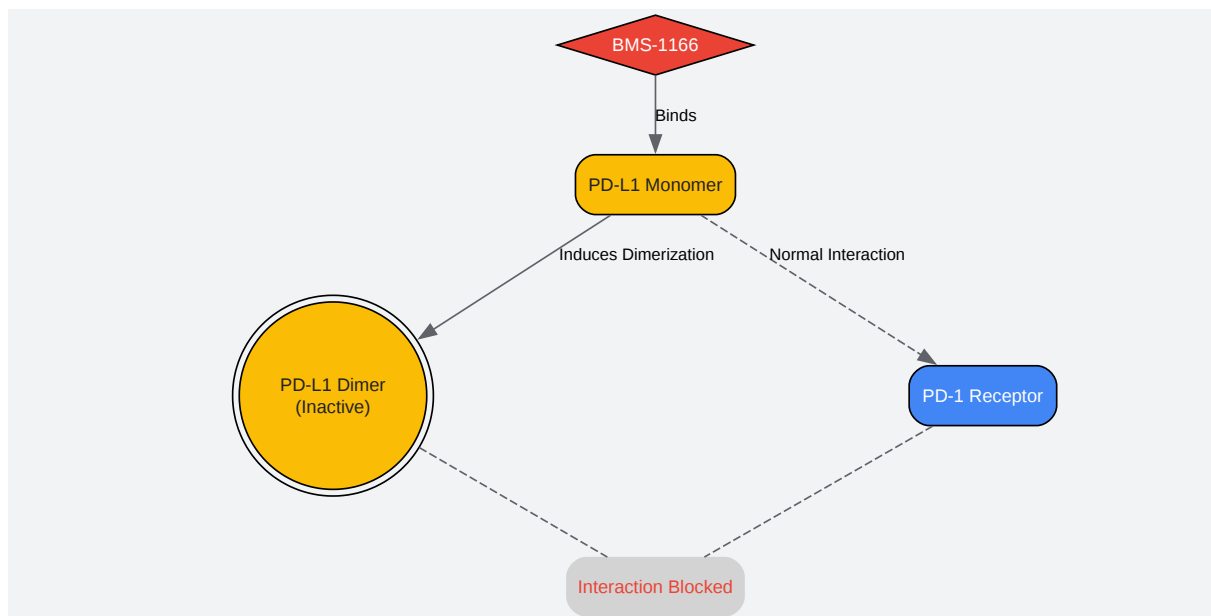 BMS-1166
Binds
PD-L1 Monomer
Induces Dimerization
Normal Interaction
PD-L1 Dimer
(Inactive)
PD-1 Receptor
Interaction Blocked